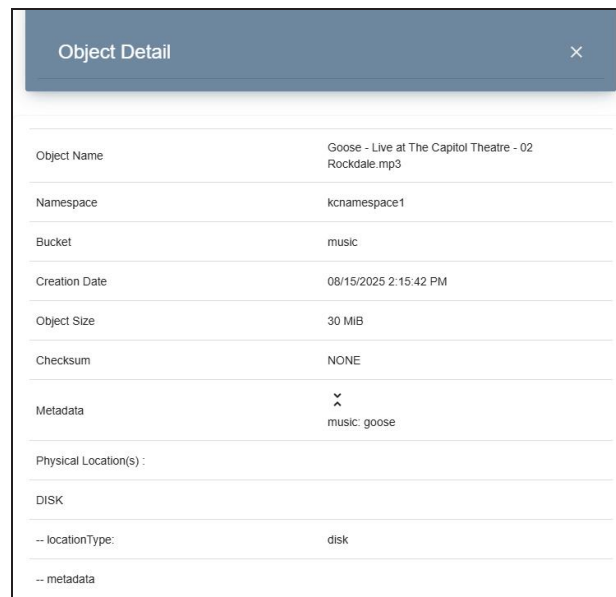 Object Detail
Object Name
Goose - Live at The Capitol Theatre - 02
Rockdale.mp3
Namespace
kcnamespace1
Bucket
music
Creation Date
08/15/2025 2:15:42 PM
Object Size
30 MiB
Checksum
NONE
Metadata
music: goose
Physical Location(s) :
DISK
-- locationType:
disk
-- metadata